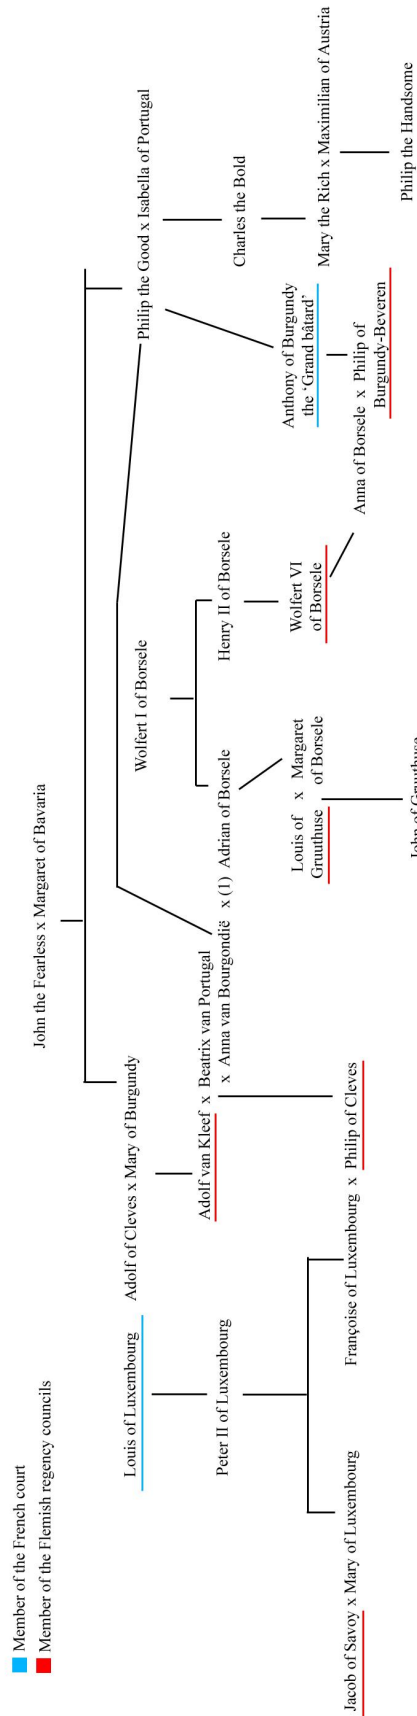 Member of the French court
Member of the Flemish regency councils
John the Fearless x Margaret of Bavaria
Louis of Luxembourg
Adolf of Cleves x Mary of Burgundy
Wolfert I of Borsele
Philip the Good x Isabella of Portugal
Peter II of Luxembourg
Adolf van Kleef x Beatrix van Portugal
x Anna van Bourgondië x (1) Adrian of Borsele
Henry II of Borsele
Charles the Bold
Anthony of Burgundy
the ‘Grand bâtard’
Louis of
Gruuthuse
x
Margaret
of Borsele
Wolfert VI
of Borsele
Mary the Rich x Maximilian of Austria
Jacob of Savoy x Mary of Luxembourg
Françoise of Luxembourg x Philip of Cleves
Anna of Borsele x Philip of
Burgundy-Beveren
John of Gruuthuse
Philip the Handsome